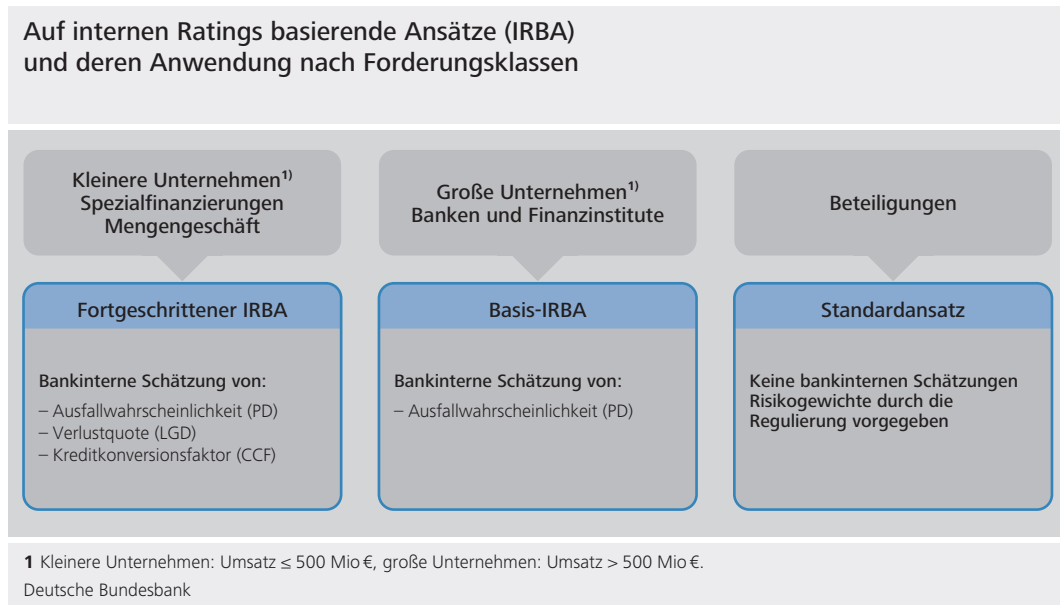 Auf internen Ratings basierende Ansätze (IRBA)
und deren Anwendung nach Forderungsklassen
Kleinere Unternehmen¹⁾
Spezialfinanzierungen
Mengengeschäft
Große Unternehmen¹⁾
Banken und Finanzinstitute
Beteiligungen
Fortgeschrittener IRBA
Bankinterne Schätzung von:
– Ausfallwahrscheinlichkeit (PD)
– Verlustquote (LGD)
– Kreditkonversionsfaktor (CCF)
Basis-IRBA
Bankinterne Schätzung von:
– Ausfallwahrscheinlichkeit (PD)
Standardansatz
Keine bankinternen Schätzungen
Risikogewichte durch die
Regulierung vorgegeben
1 Kleinere Unternehmen: Umsatz ≤ 500 Mio €, große Unternehmen: Umsatz > 500 Mio €.
Deutsche Bundesbank